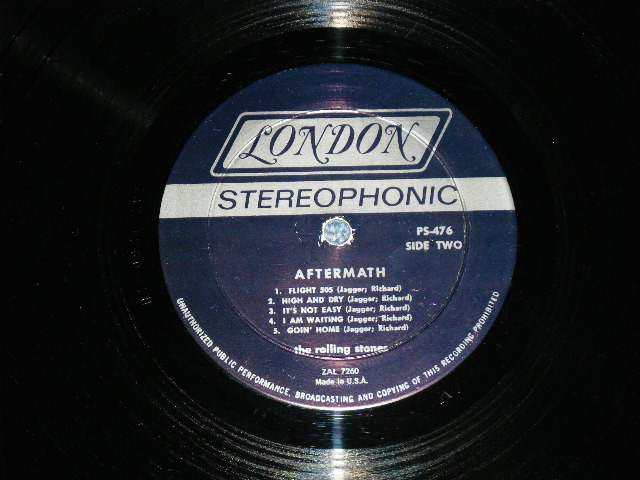 LONDON
STEREOPHONIC
PS-476
SIDE TWO
AFTERMATH
1. FLIGHT 505 (Jagger; Richard)
2. HIGH AND DRY (Jagger; Richard)
3. IT'S NOT EASY (Jagger; Richard)
4. I AM WAITING (Jagger; Richard)
5. GOIN' HOME (Jagger; Richard)
the rolling stones
ZAL 7260
Made in U.S.A.
UNAUTHORIZED PUBLIC PERFORMANCE, BROADCASTING AND COPYING OF THIS RECORDING PROHIBITED